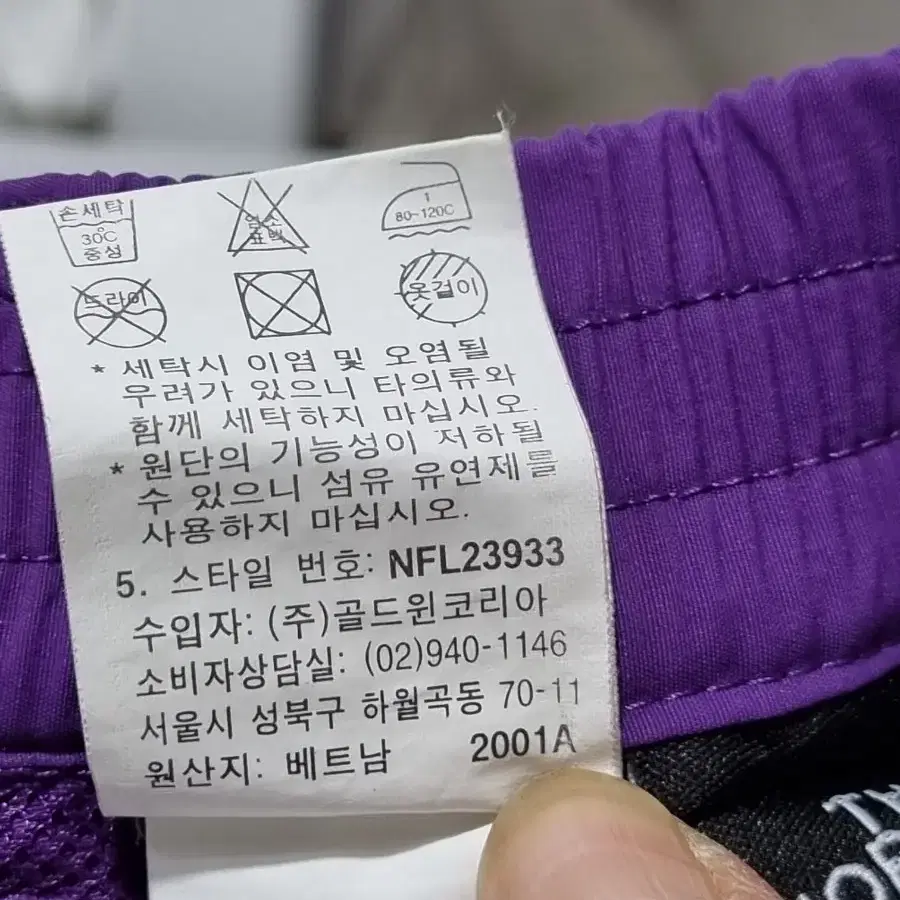 손세탁
30℃
중성
염소
표백
1
80-120C
드라이
옷걸이
* 세탁시 이염 및 오염될
우려가 있으니 타의류와
함께 세탁하지 마십시오.
* 원단의 기능성이 저하될
수 있으니 섬유 유연제를
사용하지 마십시오.
5. 스타일 번호: NFL23933
수입자: (주)골드윈코리아
소비자상담실: (02)940-1146
서울시 성북구 하월곡동 70-11
원산지: 베트남 2001A